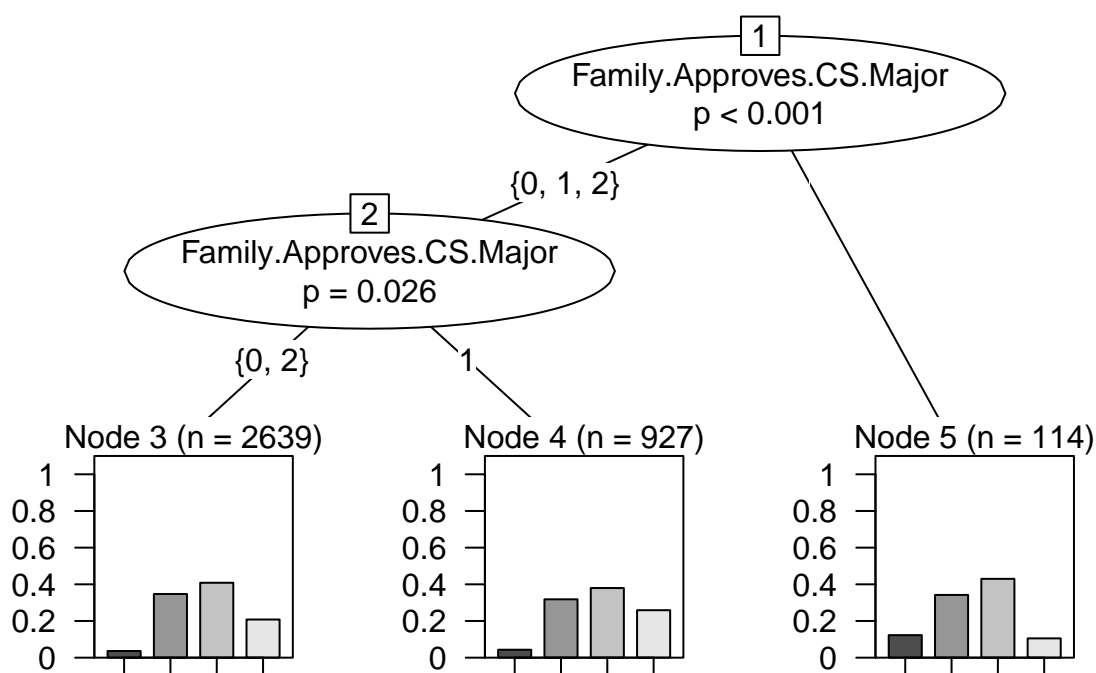 1
Family.Approves.CS.Major
p < 0.001
{0, 1, 2}
2
Family.Approves.CS.Major
p = 0.026
{0, 2}
1
Node 3 (n = 2639)
1
0.8
0.6
0.4
0.2
0
Node 4 (n = 927)
1
0.8
0.6
0.4
0.2
0
Node 5 (n = 114)
1
0.8
0.6
0.4
0.2
0